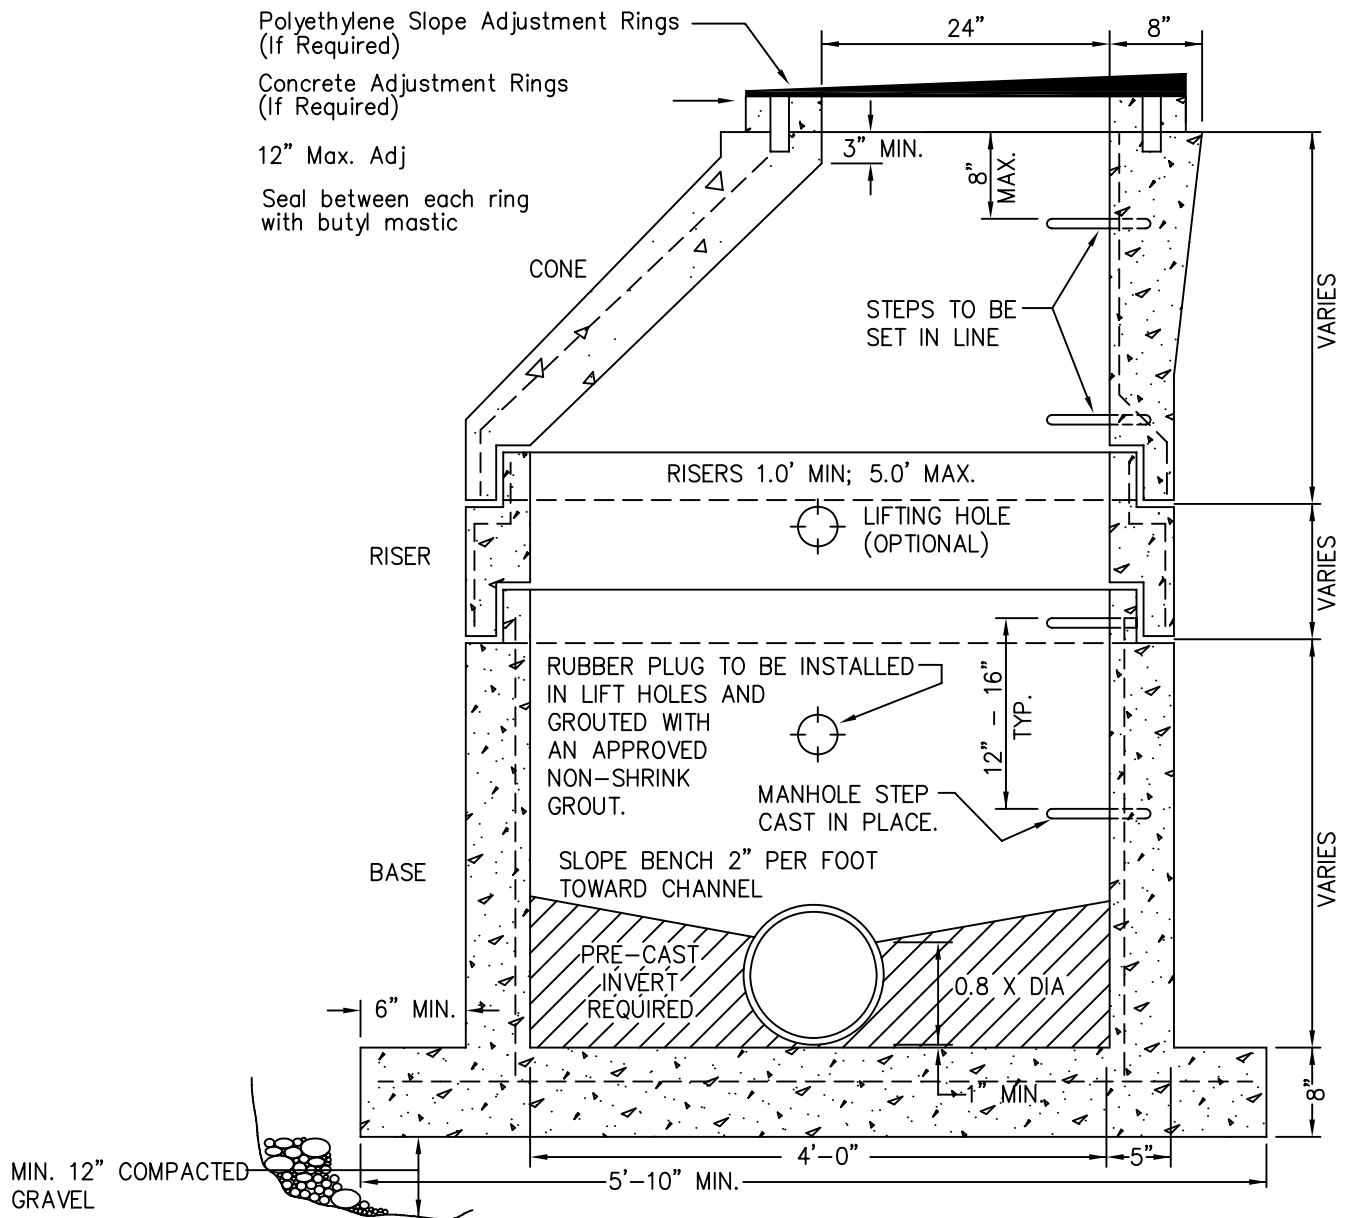 Polyethylene Slope Adjustment Rings
(If Required)
Concrete Adjustment Rings
(If Required)
12" Max. Adj
Seal between each ring
with butyl mastic
24"
8"
3" MIN.
8"
MAX.
CONE
STEPS TO BE
SET IN LINE
VARIES
RISERS 1.0' MIN; 5.0' MAX.
LIFTING HOLE
(OPTIONAL)
RISER
VARIES
RUBBER PLUG TO BE INSTALLED
IN LIFT HOLES AND
GROUTED WITH
AN APPROVED
NON-SHRINK
GROUT.
12" - 16"
TYP.
MANHOLE STEP
CAST IN PLACE.
BASE
SLOPE BENCH 2" PER FOOT
TOWARD CHANNEL
VARIES
PRE-CAST
INVERT
REQUIRED
0.8 X DIA
6" MIN.
1" MIN.
8"
4'-0"
5"
5'-10" MIN.
MIN. 12" COMPACTED
GRAVEL